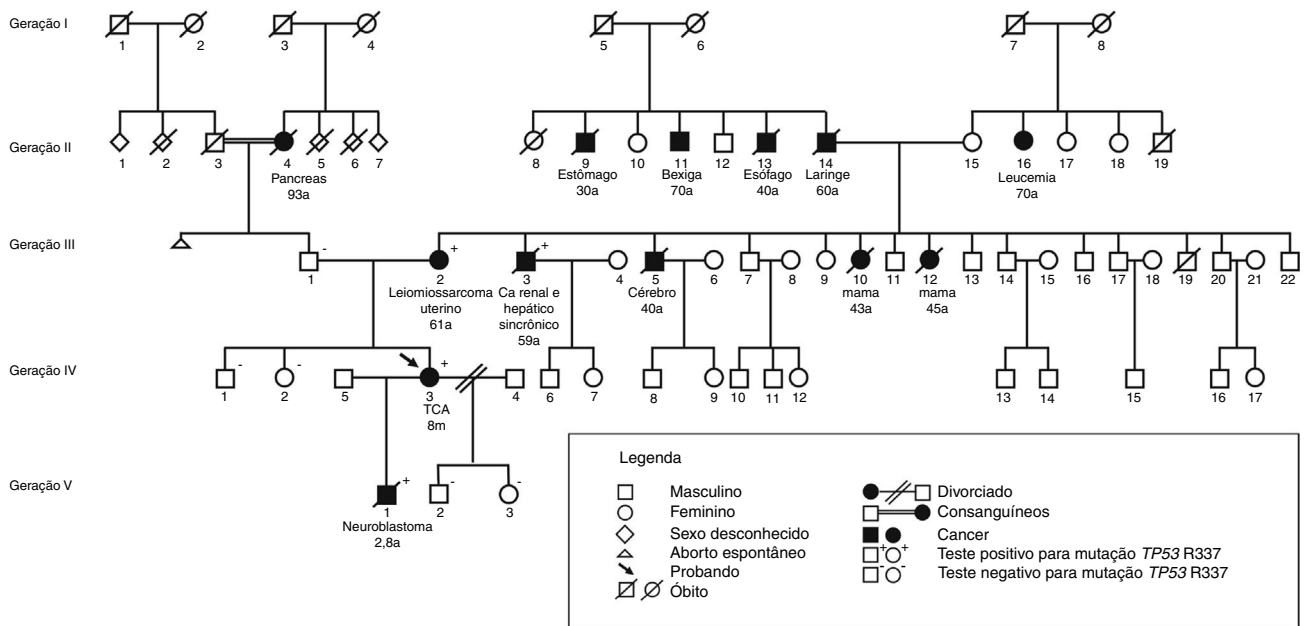 Geração I
1 2 3 4 5 6 7 8
Geração II
1 2 3 4 5 6 7 8 9 10 11 12 13 14 15 16 17 18 19
Pancreas
93a
Estômago
30a
Bexiga
70a
Esófago
40a
Laringe
60a
Leucemia
70a
Geração III
- + +
1 2 3 4 5 6 7 8 9 10 11 12 13 14 15 16 17 18 19 20 21 22
Leiomiossarcoma
uterino
61a
Ca renal e
hepático
sincrônico
59a
Cérebro
40a
mama
43a
mama
45a
Geração IV
- - +
1 2 5 3 4 6 7 8 9 10 11 12 13 14 15 16 17
TCA
8m
Geração V
+ - -
1 2 3
Neuroblastoma
2,8a
Legenda
Masculino
Feminino
Sexo desconhecido
Aborto espontâneo
Probando
Óbito
Divorciado
Consanguíneos
Cancer
+ + Teste positivo para mutação TP53 R337
- - Teste negativo para mutação TP53 R337